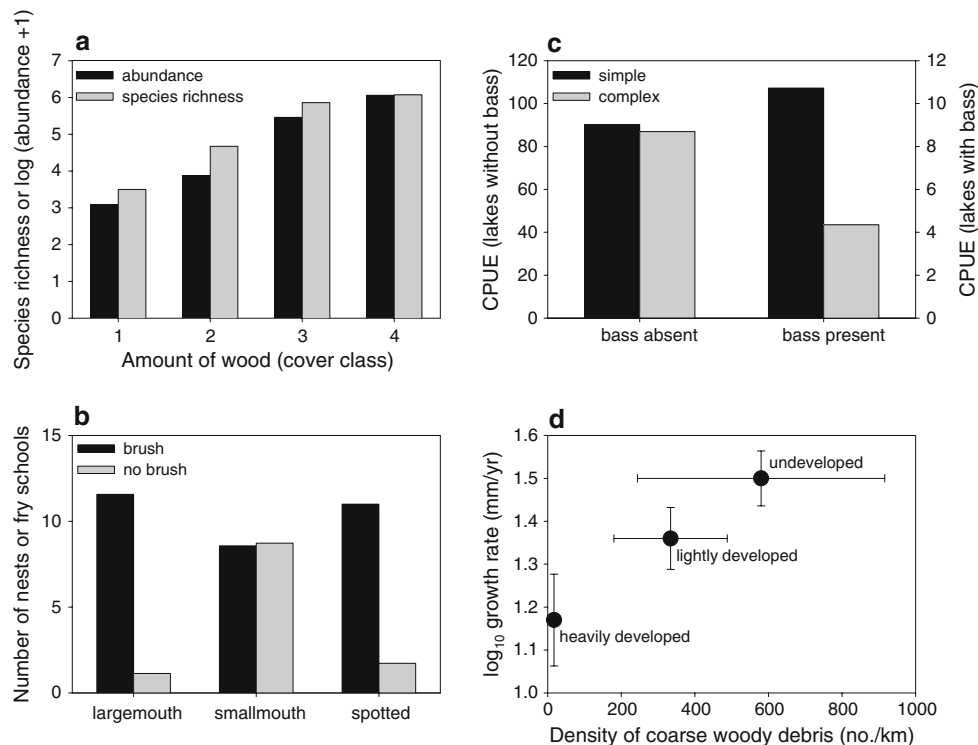 a
Species richness or log (abundance +1)
7
6
5
4
3
2
1
0
abundance
species richness
1 2 3 4
Amount of wood (cover class)
c
CPUE (lakes without bass)
120
100
80
60
40
20
0
simple
complex
12
10
8
6
4
2
0
CPUE (lakes with bass)
bass absent bass present
b
Number of nests or fry schools
15
10
5
0
brush
no brush
largemouth smallmouth spotted
d
log10 growth rate (mm/yr)
1.6
1.5
1.4
1.3
1.2
1.1
1.0
undeveloped
lightly developed
heavily developed
0 200 400 600 800 1000
Density of coarse woody debris (no./km)